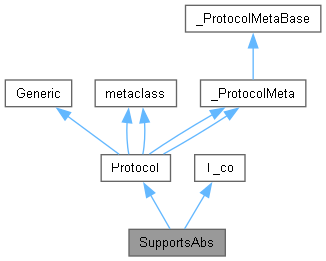 _ProtocolMetaBase
Generic
metaclass
_ProtocolMeta
Protocol
T_co
SupportsAbs